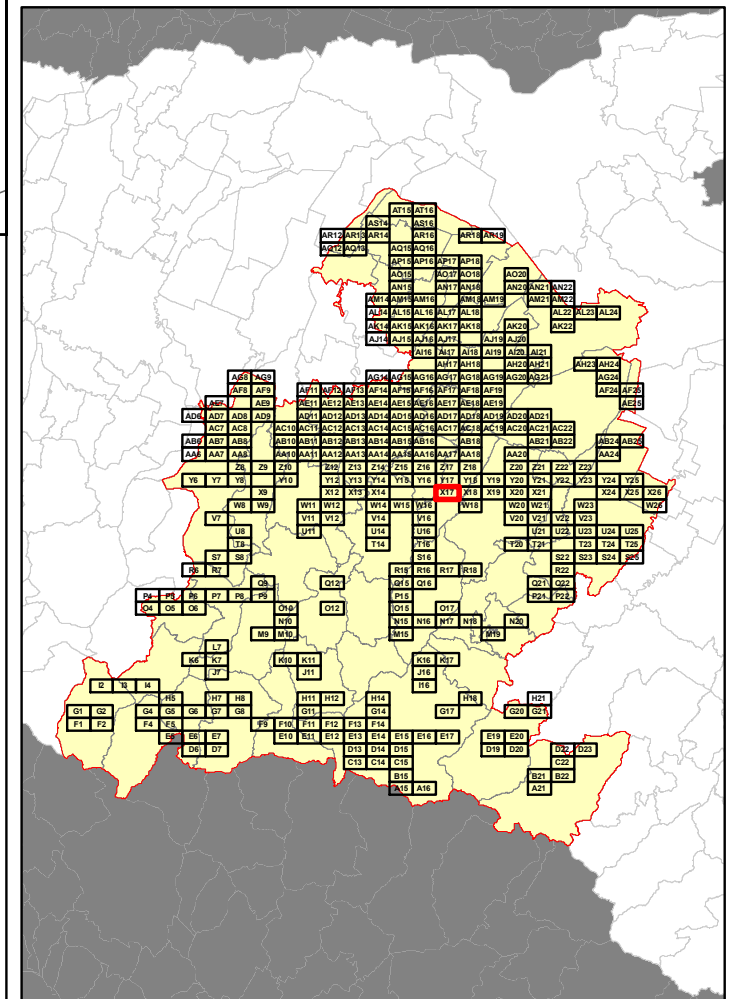 AT15 AT16
AS14 AS16
AR12 AR13 AR14 AR16 AR18 AR19
AQ12 AQ13 AQ15 AQ16
AP15 AP16 AP17 AP18
AO15 AO17 AO18 AO20
AN15 AN17 AN18 AN20 AN21 AN22
AM14 AM15 AM16 AM18 AM19 AM21 AM22
AL14 AL15 AL16 AL17 AL18 AL22 AL23 AL24
AK14 AK15 AK16 AK17 AK18 AK20 AK22
AJ14 AJ15 AJ16 AJ17 AJ19 AJ20
AI16 AI17 AI18 AI19 AI20 AI21
AH17 AH18 AH20 AH21 AH23 AH24
AG8 AG9 AG14 AG15 AG16 AG17 AG18 AG19 AG20 AG21 AG24
AF8 AF9 AF11 AF12 AF13 AF14 AF15 AF16 AF17 AF18 AF19 AF24 AF25
AE7 AE9 AE11 AE12 AE13 AE14 AE15 AE16 AE17 AE18 AE19 AE25
AD6 AD7 AD8 AD9 AD11 AD12 AD13 AD14 AD15 AD16 AD17 AD18 AD19 AD20 AD21
AC7 AC8 AC10 AC11 AC12 AC13 AC14 AC15 AC16 AC17 AC18 AC19 AC20 AC21 AC22
AB6 AB7 AB8 AB10 AB11 AB12 AB13 AB14 AB15 AB16 AB18 AB21 AB22 AB24 AB25
AA6 AA7 AA8 AA10 AA11 AA12 AA13 AA14 AA15 AA16 AA17 AA18 AA20 AA24
Z8 Z9 Z10 Z12 Z13 Z14 Z15 Z16 Z17 Z18 Z20 Z21 Z22 Z23
Y6 Y7 Y8 Y10 Y12 Y13 Y14 Y15 Y16 Y17 Y18 Y19 Y20 Y21 Y22 Y23 Y24 Y25
X9 X12 X13 X14 X17 X18 X19 X20 X21 X24 X25 X26
W8 W9 W11 W12 W14 W15 W16 W18 W20 W21 W23 W26
V7 V11 V12 V14 V16 V20 V21 V22 V23
U8 U11 U14 U16 U21 U22 U23 U24 U25
T8 T14 T16 T20 T21 T23 T24 T25
S7 S8 S16 S22 S23 S24 S25
R6 R7 R15 R16 R17 R18 R22
Q9 Q12 Q15 Q16 Q21 Q22
P4 P5 P6 P7 P8 P9 P15 P21 P22
O4 O5 O6 O10 O12 O15 O17
N10 N15 N16 N17 N18 N20
M9 M10 M15 M19
L7
K6 K7 K10 K11 K16 K17
J7 J11 J16
I2 I3 I4 I16
H5 H7 H8 H11 H12 H14 H18 H21
G1 G2 G4 G5 G6 G7 G8 G11 G14 G17 G20 G21
F1 F2 F4 F5 F9 F10 F11 F12 F13 F14
E5 E6 E7 E10 E11 E12 E13 E14 E15 E16 E17 E19 E20
D6 D7 D13 D14 D15 D19 D20 D22 D23
C13 C14 C15 C22
B15 B21 B22
A15 A16 A21